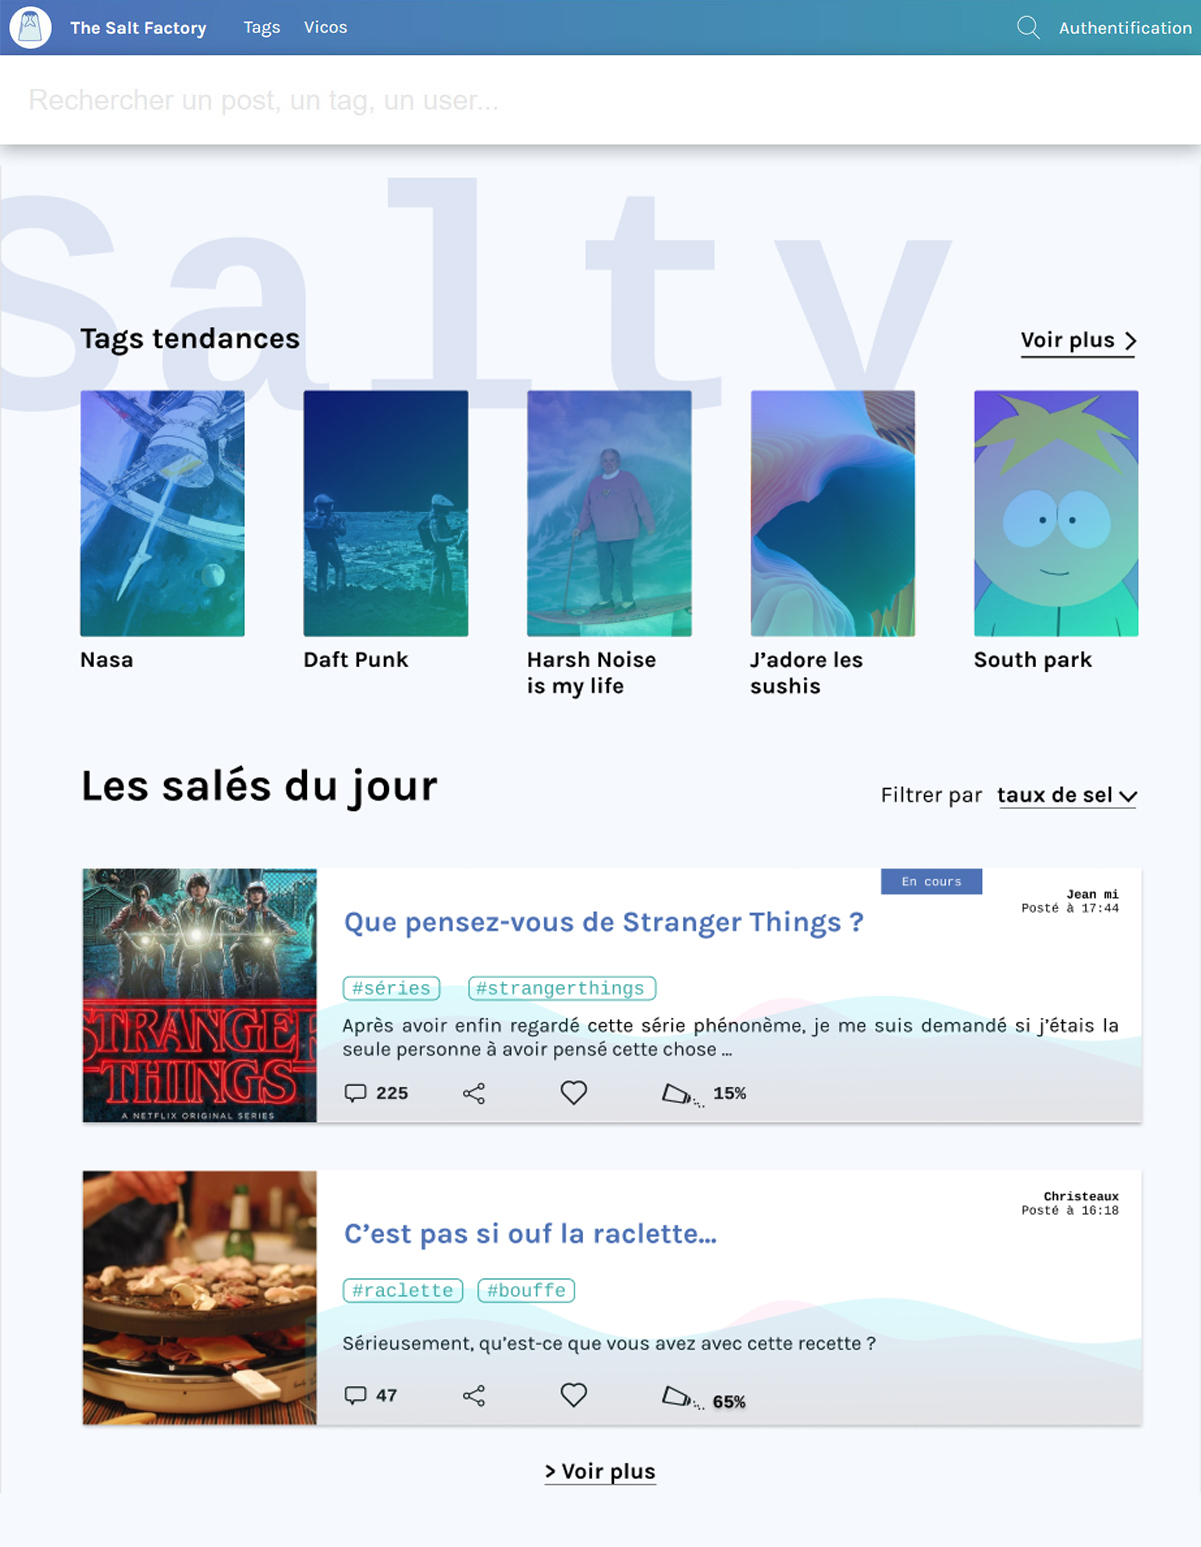 The Salt Factory Tags Vicos Authentification
Rechercher un post, un tag, un user...
Salty
Tags tendances
Voir plus >
Nasa
Daft Punk
Harsh Noise
is my life
J’adore les
sushis
South park
Les salés du jour
Filtrer par taux de sel
En cours
Jean mi
Posté à 17:44
Que pensez-vous de Stranger Things ?
#séries #strangerthings
Après avoir enfin regardé cette série phénonème, je me suis demandé si j’étais la
seule personne à avoir pensé cette chose ...
225 15%
STRANGER
THINGS
A NETFLIX ORIGINAL SERIES
Christeaux
Posté à 16:18
C’est pas si ouf la raclette...
#raclette #bouffe
Sérieusement, qu’est-ce que vous avez avec cette recette ?
47 65%
> Voir plus